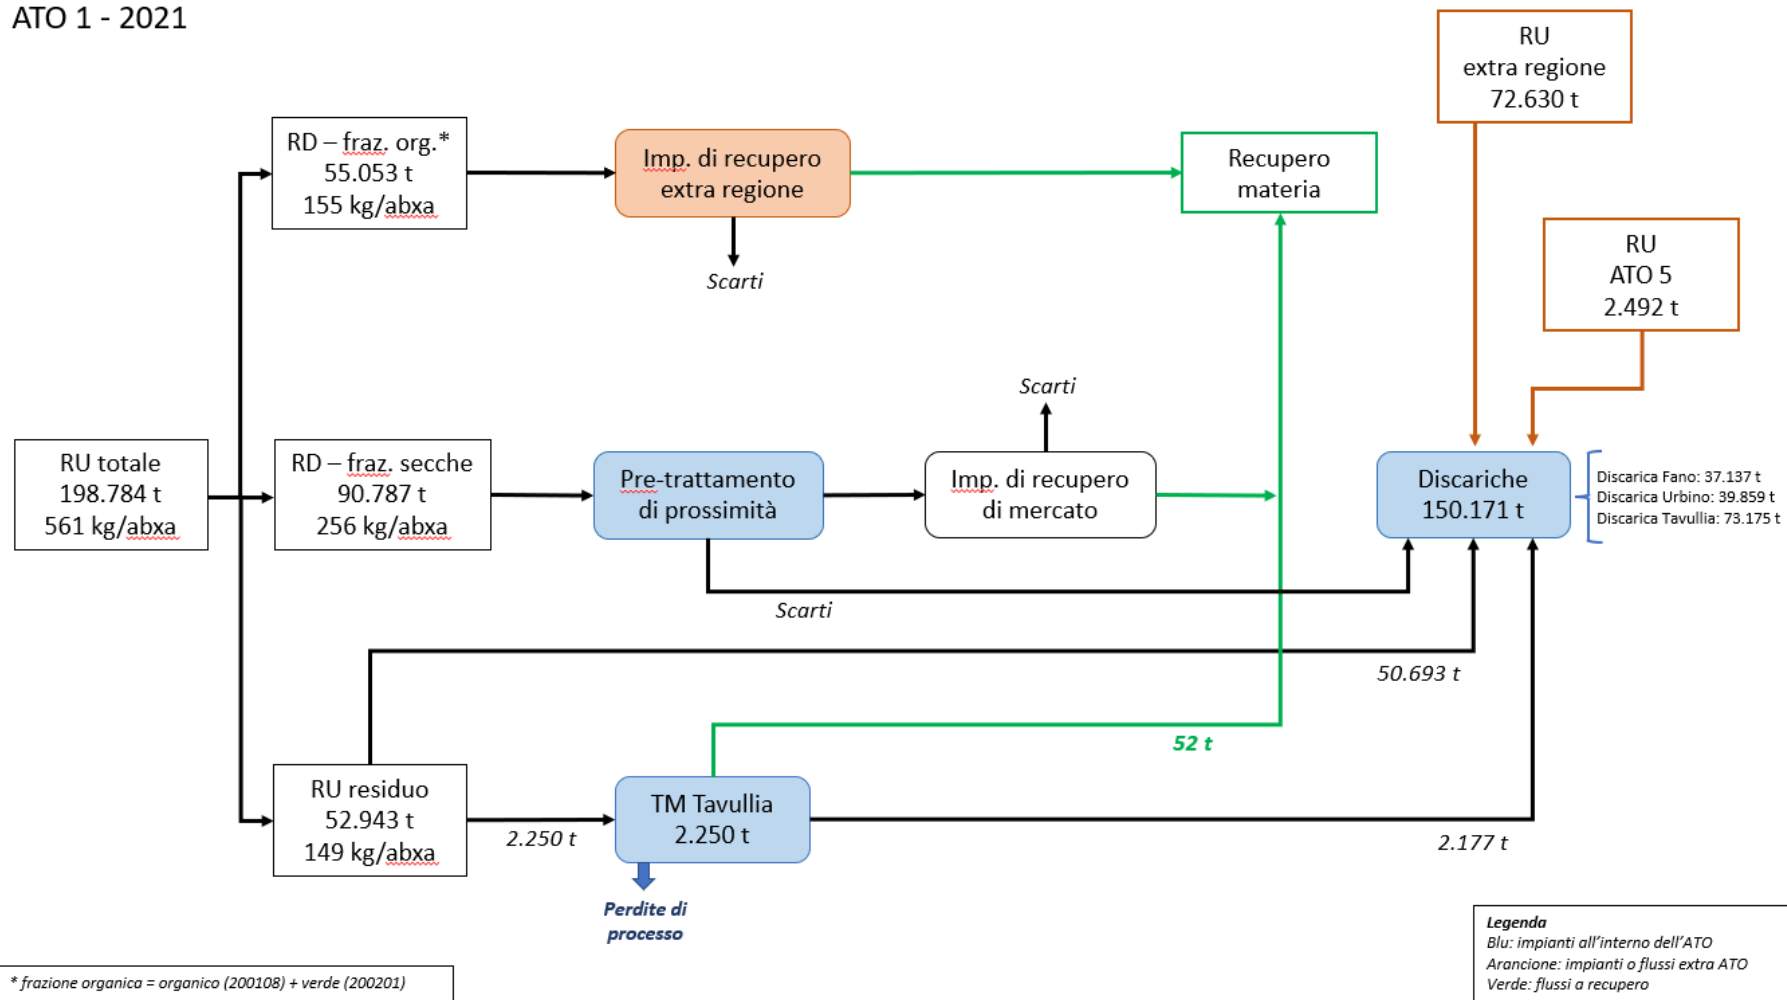 ATO 1 - 2021
RU
extra regione
72.630 t
RD – fraz. org.*
55.053 t
155 kg/abxa
Imp. di recupero
extra regione
Recupero
materia
Scarti
RU
ATO 5
2.492 t
Scarti
RU totale
198.784 t
561 kg/abxa
RD – fraz. secche
90.787 t
256 kg/abxa
Pre-trattamento
di prossimità
Imp. di recupero
di mercato
Discariche
150.171 t
Discarica Fano: 37.137 t
Discarica Urbino: 39.859 t
Discarica Tavullia: 73.175 t
Scarti
50.693 t
52 t
RU residuo
52.943 t
149 kg/abxa
2.250 t
TM Tavullia
2.250 t
2.177 t
Perdite di
processo
Legenda
Blu: impianti all'interno dell'ATO
Arancione: impianti o flussi extra ATO
Verde: flussi a recupero
* frazione organica = organico (200108) + verde (200201)